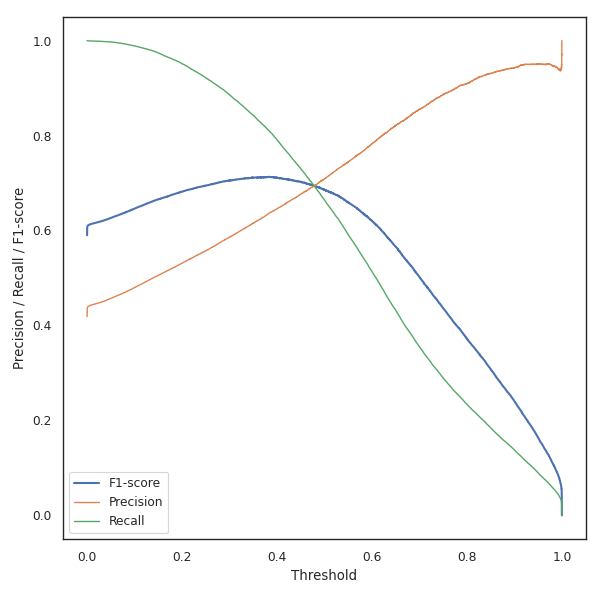 Precision / Recall / F1-score
1.0
0.8
0.6
0.4
0.2
0.0
F1-score
Precision
Recall
0.0 0.2 0.4 0.6 0.8 1.0
Threshold